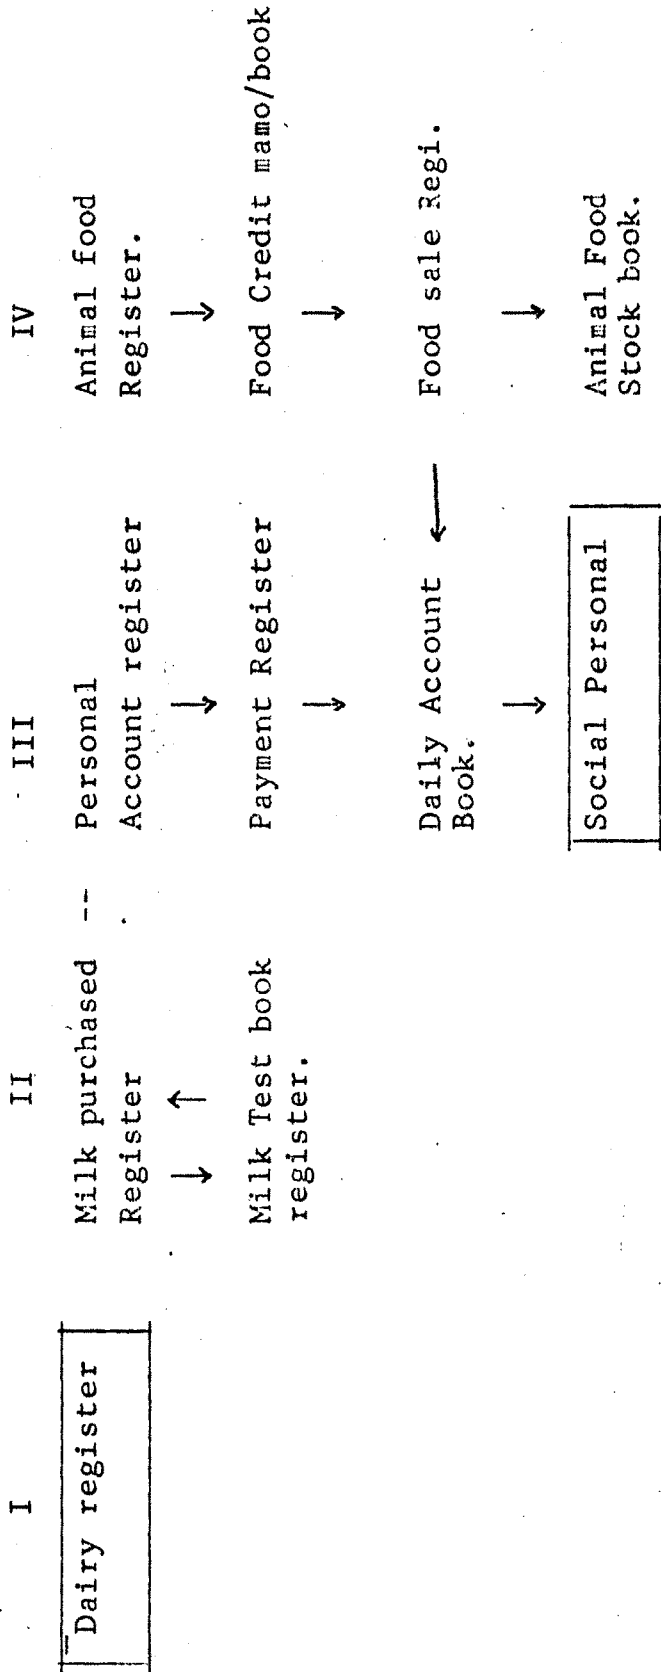 I
Dairy register
II
Milk purchased --
Register
Milk Test book
register.
III
Personal
Account register
Payment Register
Daily Account
Book.
Social Personal
IV
Animal food
Register.
Food Credit mamo/book
Food sale Regi.
Animal Food
Stock book.